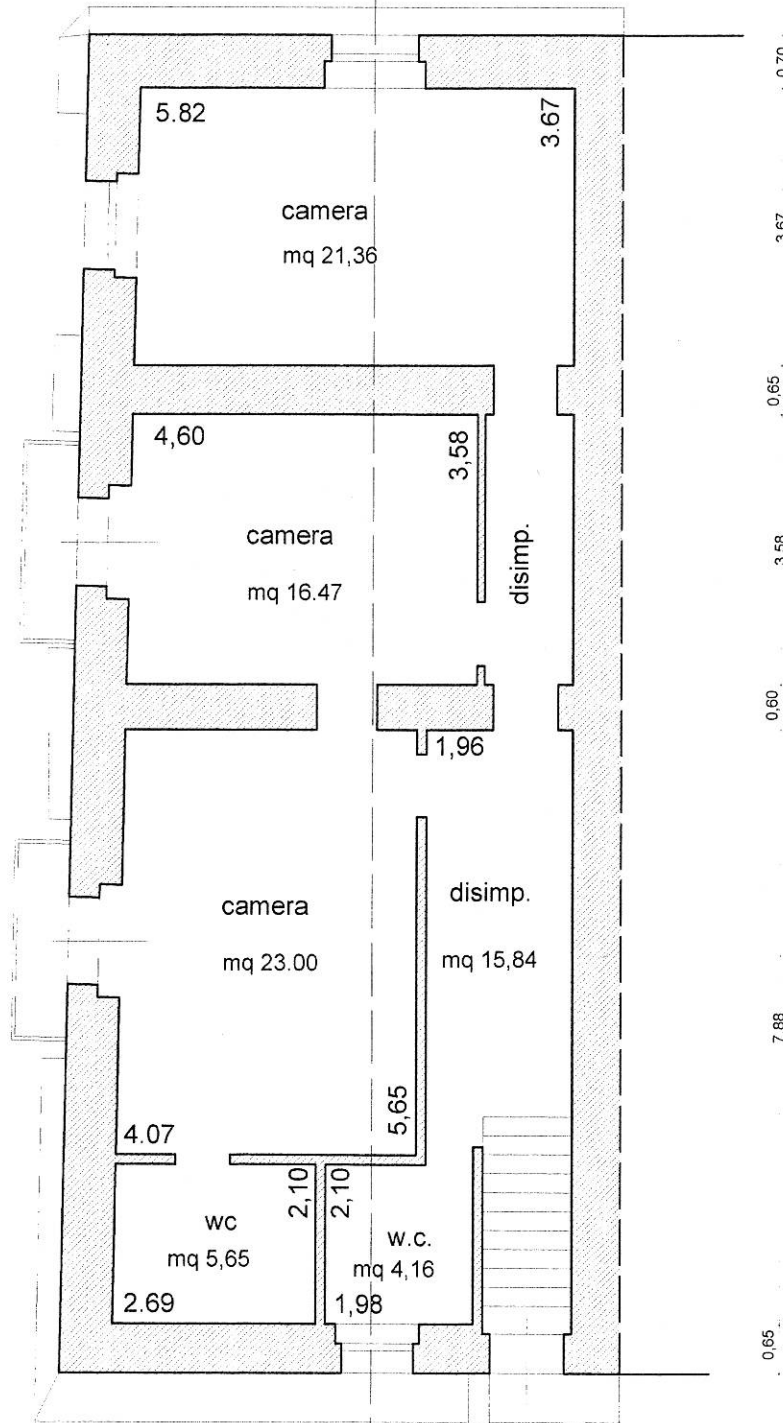 0,70
5.82
3.67
camera
mq 21,36
3,67
0,65
4,60
3,58
camera
mq 16.47
disimp.
3,58
0,60
1,96
camera
mq 23.00
disimp.
mq 15,84
7,88
5,65
4.07
2,10
2,10
wc
mq 5,65
w.c.
mq 4,16
2.69
1,98
0,65